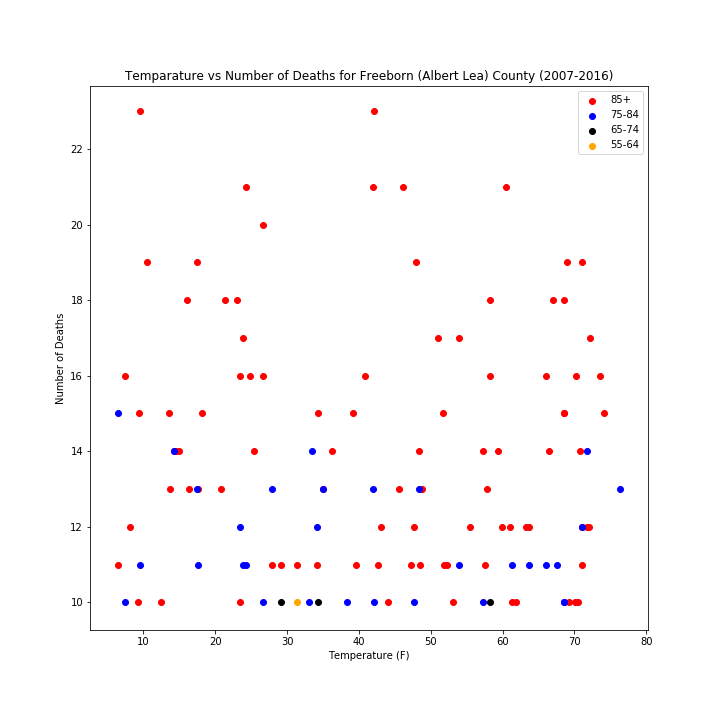 Temparature vs Number of Deaths for Freeborn (Albert Lea) County (2007-2016)
85+
75-84
65-74
55-64
22
20
18
16
14
12
10
Number of Deaths
10 20 30 40 50 60 70 80
Temperature (F)